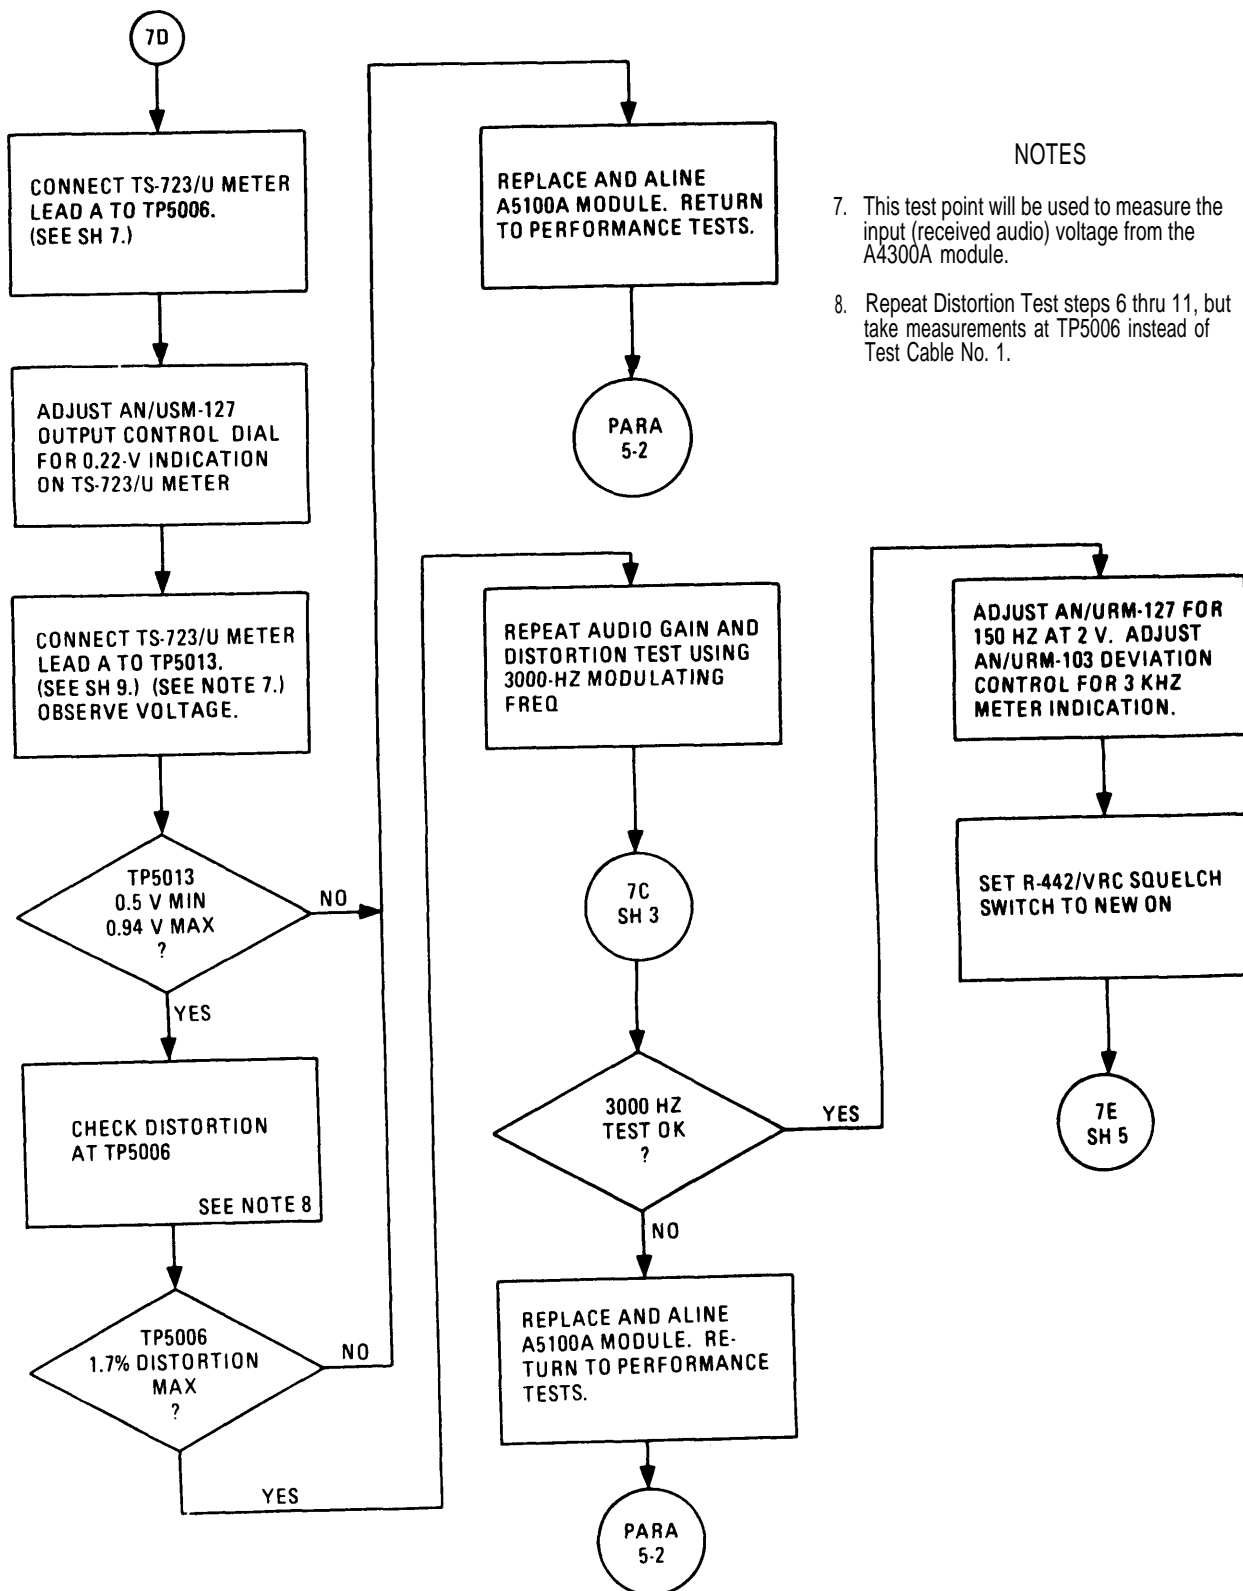 7D
CONNECT TS-723/U METER
LEAD A TO TP5006.
(SEE SH 7.)
ADJUST AN/USM-127
OUTPUT CONTROL DIAL
FOR 0.22-V INDICATION
ON TS-723/U METER
CONNECT TS-723/U METER
LEAD A TO TP5013.
(SEE SH 9.) (SEE NOTE 7.)
OBSERVE VOLTAGE.
TP5013
0.5 V MIN
0.94 V MAX
?
NO
YES
CHECK DISTORTION
AT TP5006
SEE NOTE 8
TP5006
1.7% DISTORTION
MAX
?
NO
YES
REPLACE AND ALINE
A5100A MODULE. RETURN
TO PERFORMANCE TESTS.
PARA
5-2
REPEAT AUDIO GAIN AND
DISTORTION TEST USING
3000-HZ MODULATING
FREQ
7C
SH 3
3000 HZ
TEST OK
?
YES
NO
REPLACE AND ALINE
A5100A MODULE. RE-
TURN TO PERFORMANCE
TESTS.
PARA
5-2
NOTES
7. This test point will be used to measure the
input (received audio) voltage from the
A4300A module.
8. Repeat Distortion Test steps 6 thru 11, but
take measurements at TP5006 instead of
Test Cable No. 1.
ADJUST AN/URM-127 FOR
150 HZ AT 2 V. ADJUST
AN/URM-103 DEVIATION
CONTROL FOR 3 KHZ
METER INDICATION.
SET R-442/VRC SQUELCH
SWITCH TO NEW ON
7E
SH 5